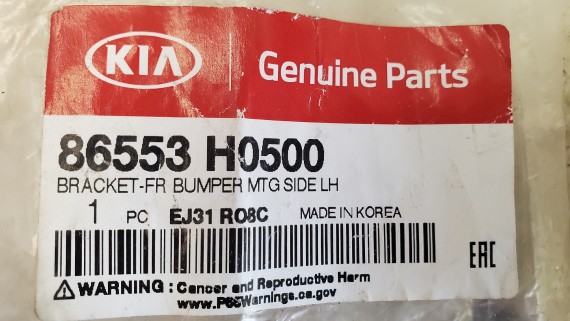 KIA Genuine Parts
86553 H0500
BRACKET-FR BUMPER MTG SIDE LH
1 PC EJ31 RO8C MADE IN KOREA
EAC
WARNING : Cancer and Reproductive Harm
www.P65Warnings.ca.gov